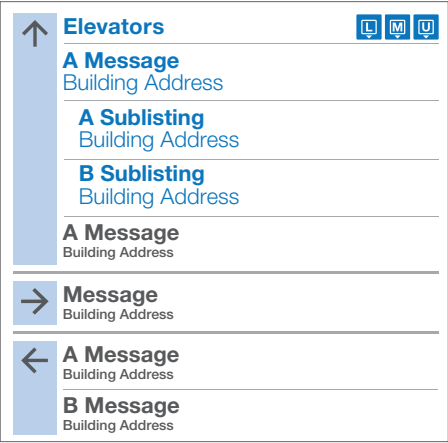 Elevators L M U
A Message
Building Address
A Sublisting
Building Address
B Sublisting
Building Address
A Message
Building Address
Message
Building Address
A Message
Building Address
B Message
Building Address